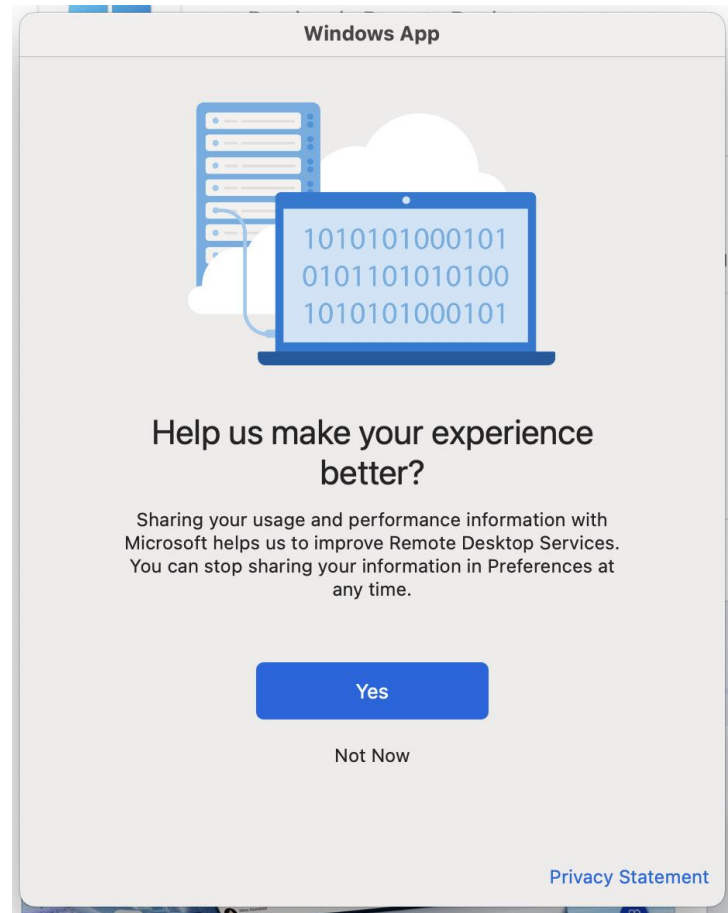 Windows App
1010101000101
0101101010100
1010101000101
Help us make your experience
better?
Sharing your usage and performance information with
Microsoft helps us to improve Remote Desktop Services.
You can stop sharing your information in Preferences at
any time.
Yes
Not Now
Privacy Statement